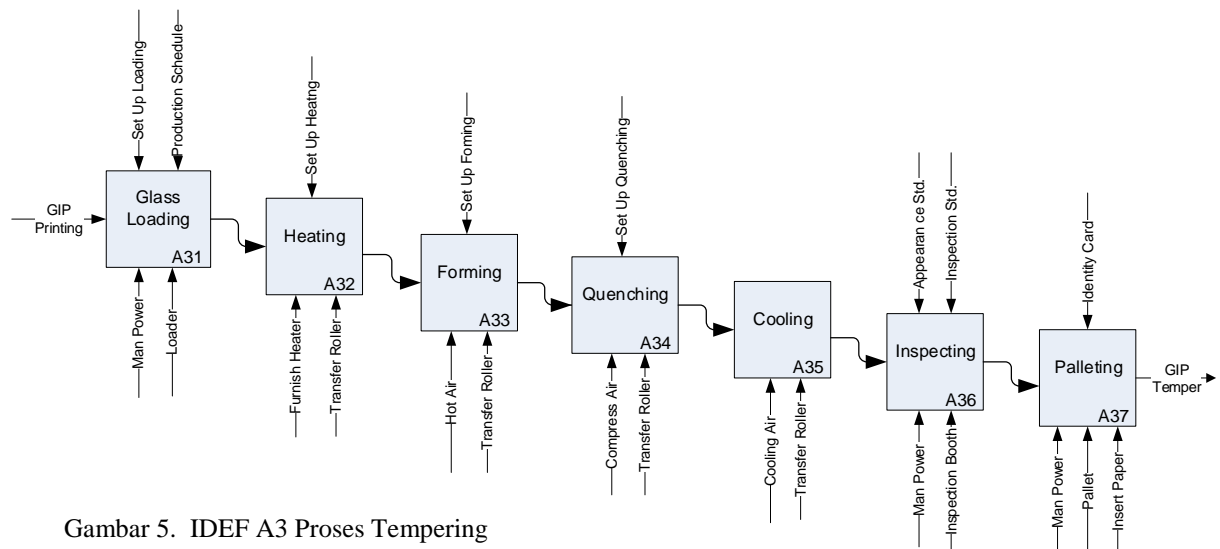 Set Up Loading
Production Schedule
GIP
Printing
Glass
Loading
A31
Man Power
Loader
Set Up Heatng
Heating
A32
Furnish Heater
Transfer Roller
Set Up Foming
Forming
A33
Hot Air
Transfer Roller
Set Up Quenching
Quenching
A34
Compress Air
Transfer Roller
Cooling
A35
Cooling Air
Transfer Roller
Appearan ce Std.
Inspection Std.
Inspecting
A36
Man Power
Inspection Booth
Identity Card
Palleting
A37
Man Power
Pallet
Insert Paper
GIP
Temper
Gambar 5. IDEF A3 Proses Tempering